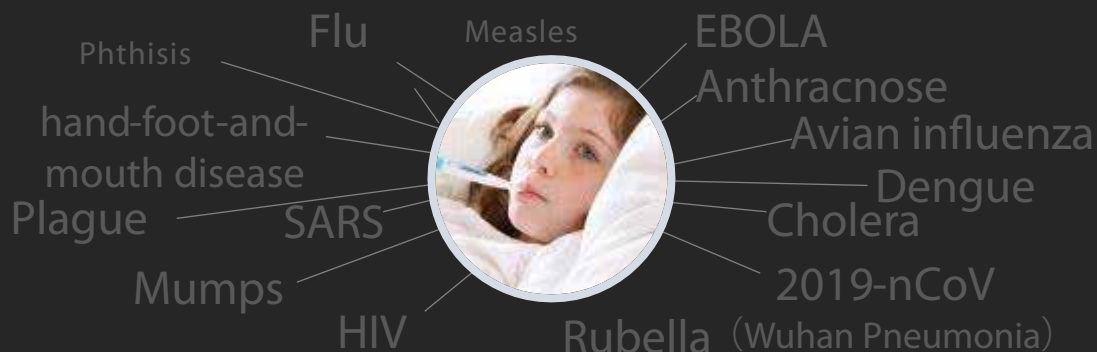 Flu
Measles
EBOLA
Phthisis
Anthracnose
hand-foot-and-
mouth disease
Avian influenza
Dengue
Plague
SARS
Cholera
Mumps
2019-nCoV
HIV
Rubella
（Wuhan Pneumonia）